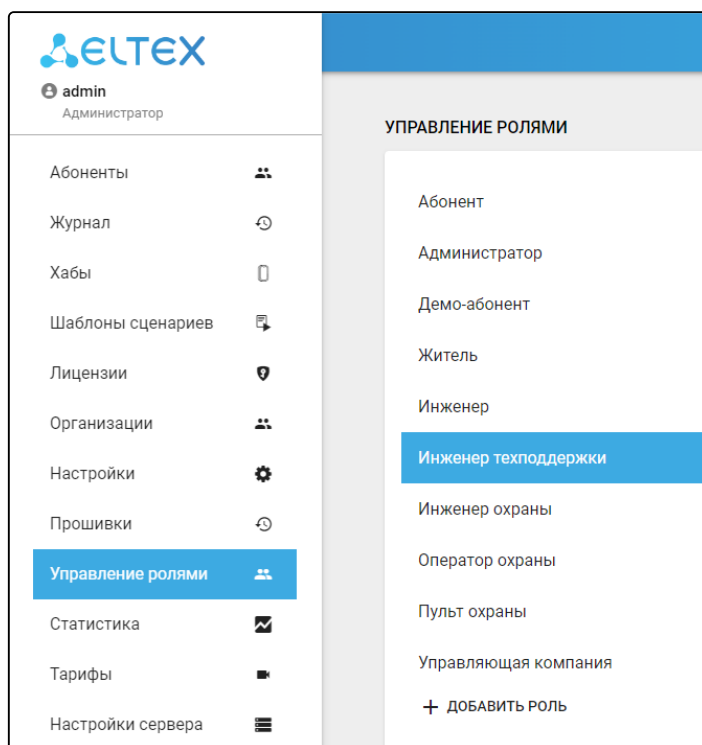 ELTEX
admin
Администратор
Абоненты
Журнал
Хабы
Шаблоны сценариев
Лицензии
Организации
Настройки
Прошивки
Управление ролями
Статистика
Тарифы
Настройки сервера
УПРАВЛЕНИЕ РОЛЯМИ
Абонент
Администратор
Демо-абонент
Житель
Инженер
Инженер техподдержки
Инженер охраны
Оператор охраны
Пульт охраны
Управляющая компания
+ ДОБАВИТЬ РОЛЬ